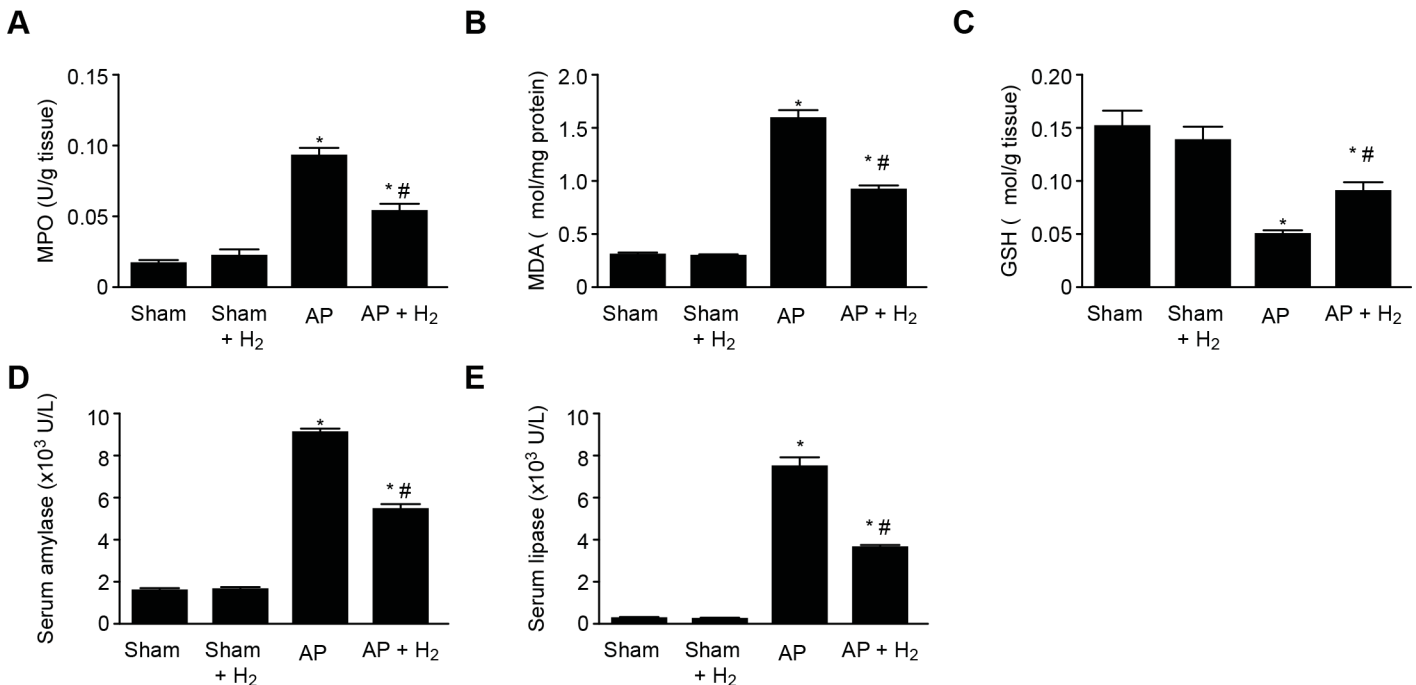 A
MPO (U/g tissue)
0.15
0.10
0.05
0
*
* #
Sham
Sham
+ H₂
AP
AP + H₂
B
MDA ( mol/mg protein)
2.0
1.5
1.0
0.5
0
*
* #
Sham
Sham
+ H₂
AP
AP + H₂
C
GSH ( mol/g tissue)
0.20
0.15
0.10
0.05
0
*
* #
Sham
Sham
+ H₂
AP
AP + H₂
D
Serum amylase (x10³ U/L)
10
8
6
4
2
0
*
* #
Sham
Sham
+ H₂
AP
AP + H₂
E
Serum lipase (x10³ U/L)
10
8
6
4
2
0
*
* #
Sham
Sham
+ H₂
AP
AP + H₂